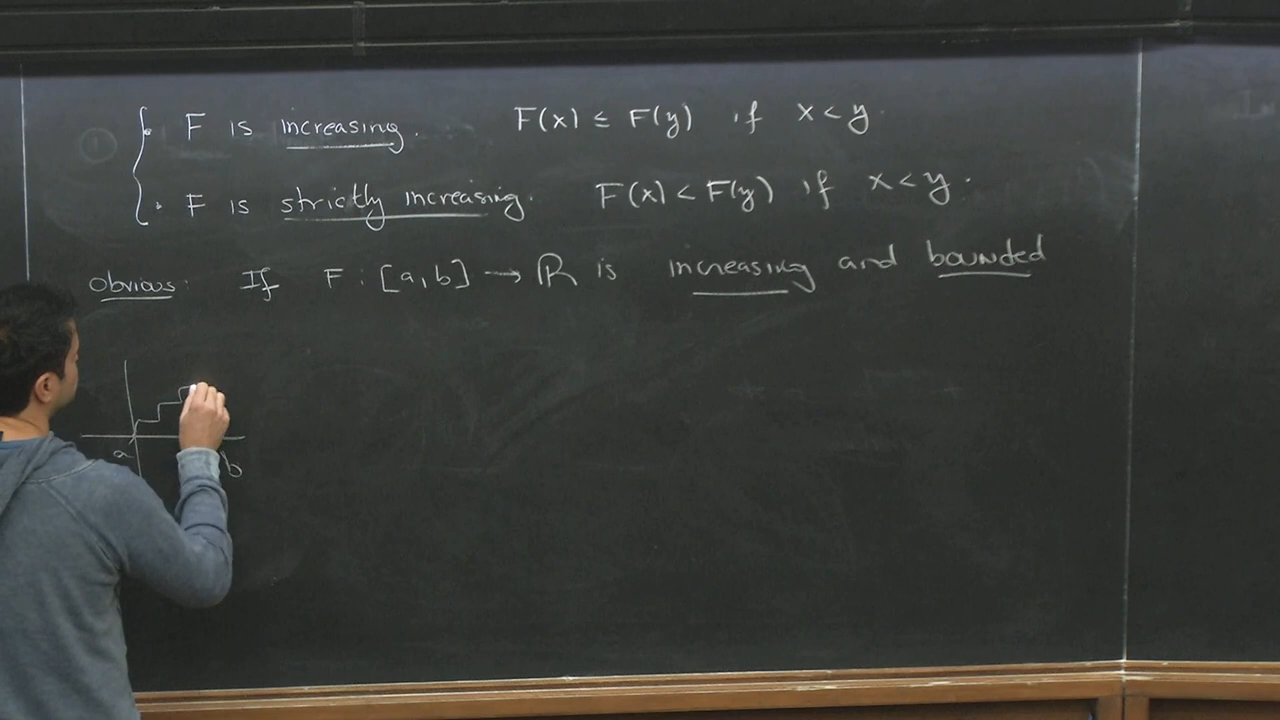 F is increasing. F(x) ≤ F(y) if x < y.
F is strictly increasing. F(x) < F(y) if x < y.
Obvious: If F : [a, b] → ℝ is increasing and bounded
a b